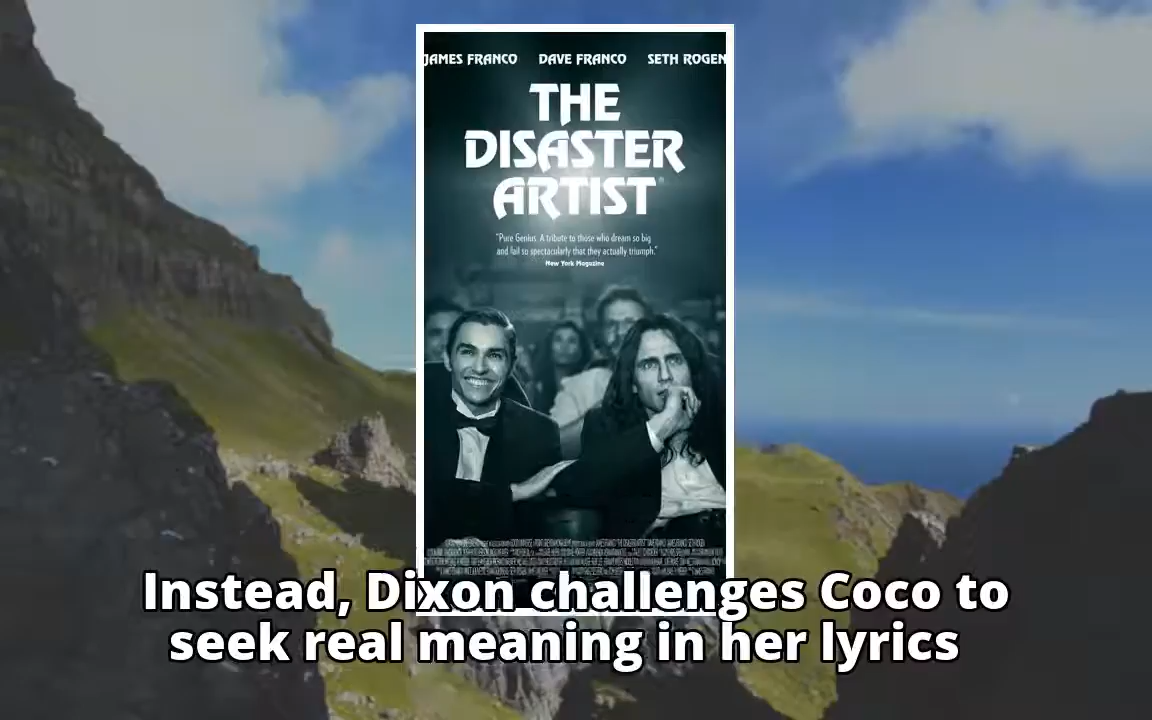 JAMES FRANCO DAVE FRANCO SETH ROGEN
THE
DISASTER
ARTIST
"Pure Genius. A tribute to those who dream so big
and fail so spectacularly that they actually triumph."
New York Magazine
Instead, Dixon challenges Coco to
seek real meaning in her lyrics